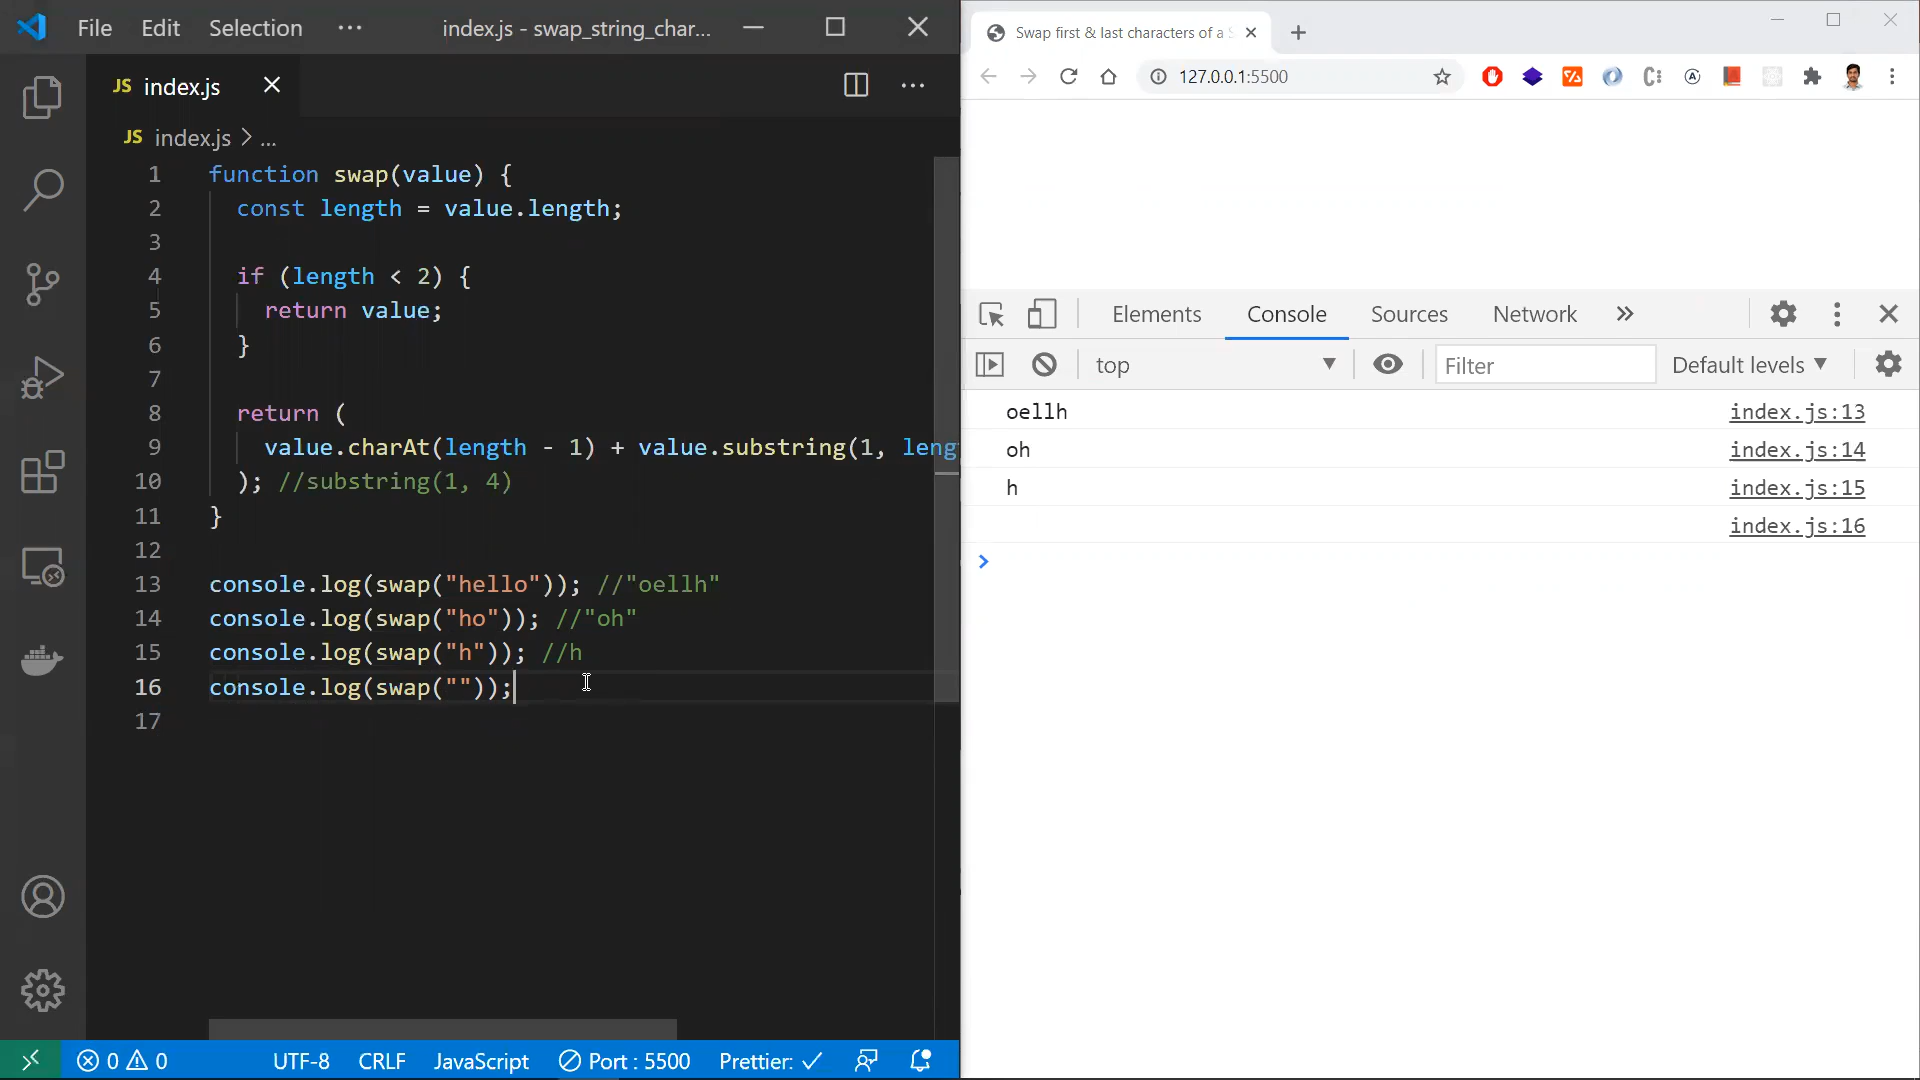 File Edit Selection ··· index.js - swap_string_char...
JS index.js
JS index.js > ...
1 function swap(value) {
2 const length = value.length;
3
4 if (length < 2) {
5 return value;
6 }
7
8 return (
9 value.charAt(length - 1) + value.substring(1, leng
10 ); //substring(1, 4)
11 }
12
13 console.log(swap("hello")); //"oellh"
14 console.log(swap("ho")); //"oh"
15 console.log(swap("h")); //h
16 console.log(swap(""));
17
0 0 UTF-8 CRLF JavaScript Port : 5500 Prettier: ✓
Swap first & last characters of a S
127.0.0.1:5500
Elements Console Sources Network »
top Filter Default levels
oellh index.js:13
oh index.js:14
h index.js:15
index.js:16